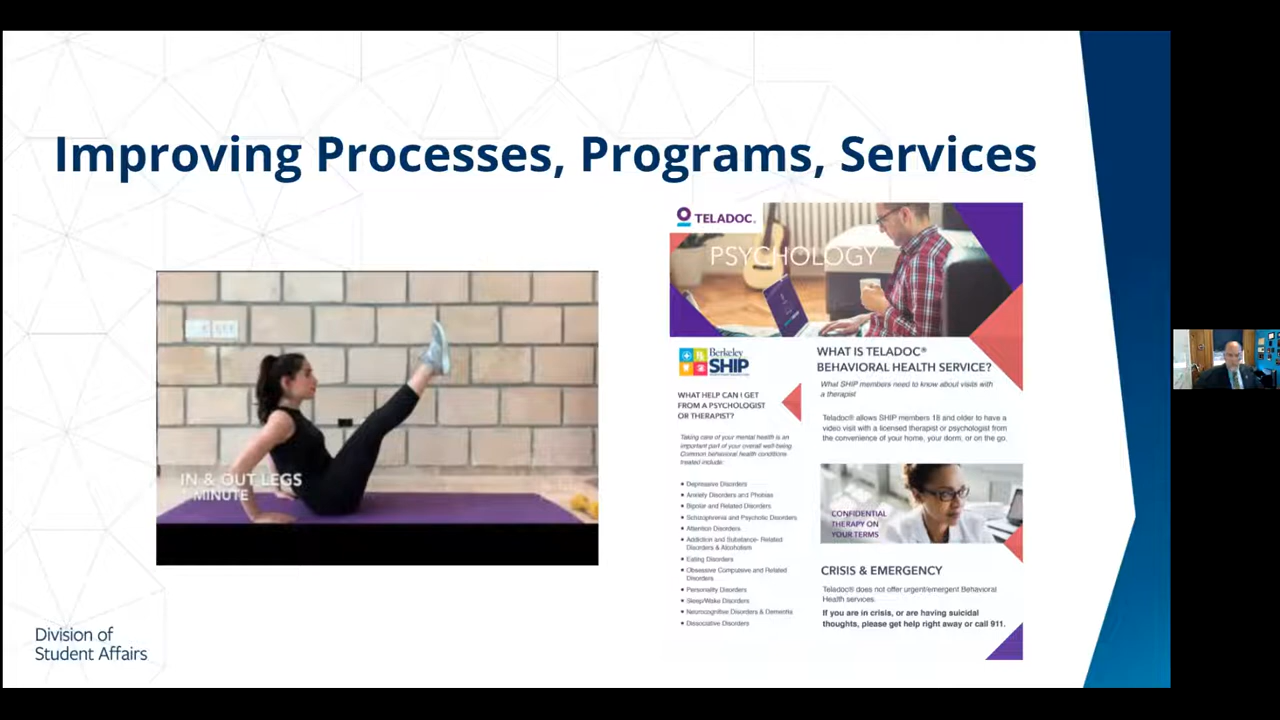 Improving Processes, Programs, Services
IN & OUT LEGS
MINUTE
TELADOC®
PSYCHOLOGY
Berkeley
SHIP
WHAT HELP CAN I GET
FROM A PSYCHOLOGIST
OR THERAPIST?
Taking care of your mental health is an
important part of your overall well-being
Common behavioral health conditions
treated include:
• Depressive Disorders
• Anxiety Disorders and Phobias
• Bipolar and Related Disorders
• Schizophrenia and Psychotic Disorders
• Attention Disorders
• Addiction and Substance- Related
Disorders & Alcoholism
• Eating Disorders
• Obsessive Compulsive and Related
Disorders
• Personality Disorders
• Sleep/Wake Disorders
• Neurocognitive Disorders & Dementia
• Dissociative Disorders
WHAT IS TELADOC®
BEHAVIORAL HEALTH SERVICE?
What SHIP members need to know about visits with
a therapist
Teladoc® allows SHIP members 18 and older to have a
video visit with a licensed therapist or psychologist from
the convenience of your home, your dorm, or on the go.
CONFIDENTIAL
THERAPY ON
YOUR TERMS
CRISIS & EMERGENCY
Teladoc® does not offer urgent/emergent Behavioral
Health services.
If you are in crisis, or are having suicidal
thoughts, please get help right away or call 911.
Division of
Student Affairs